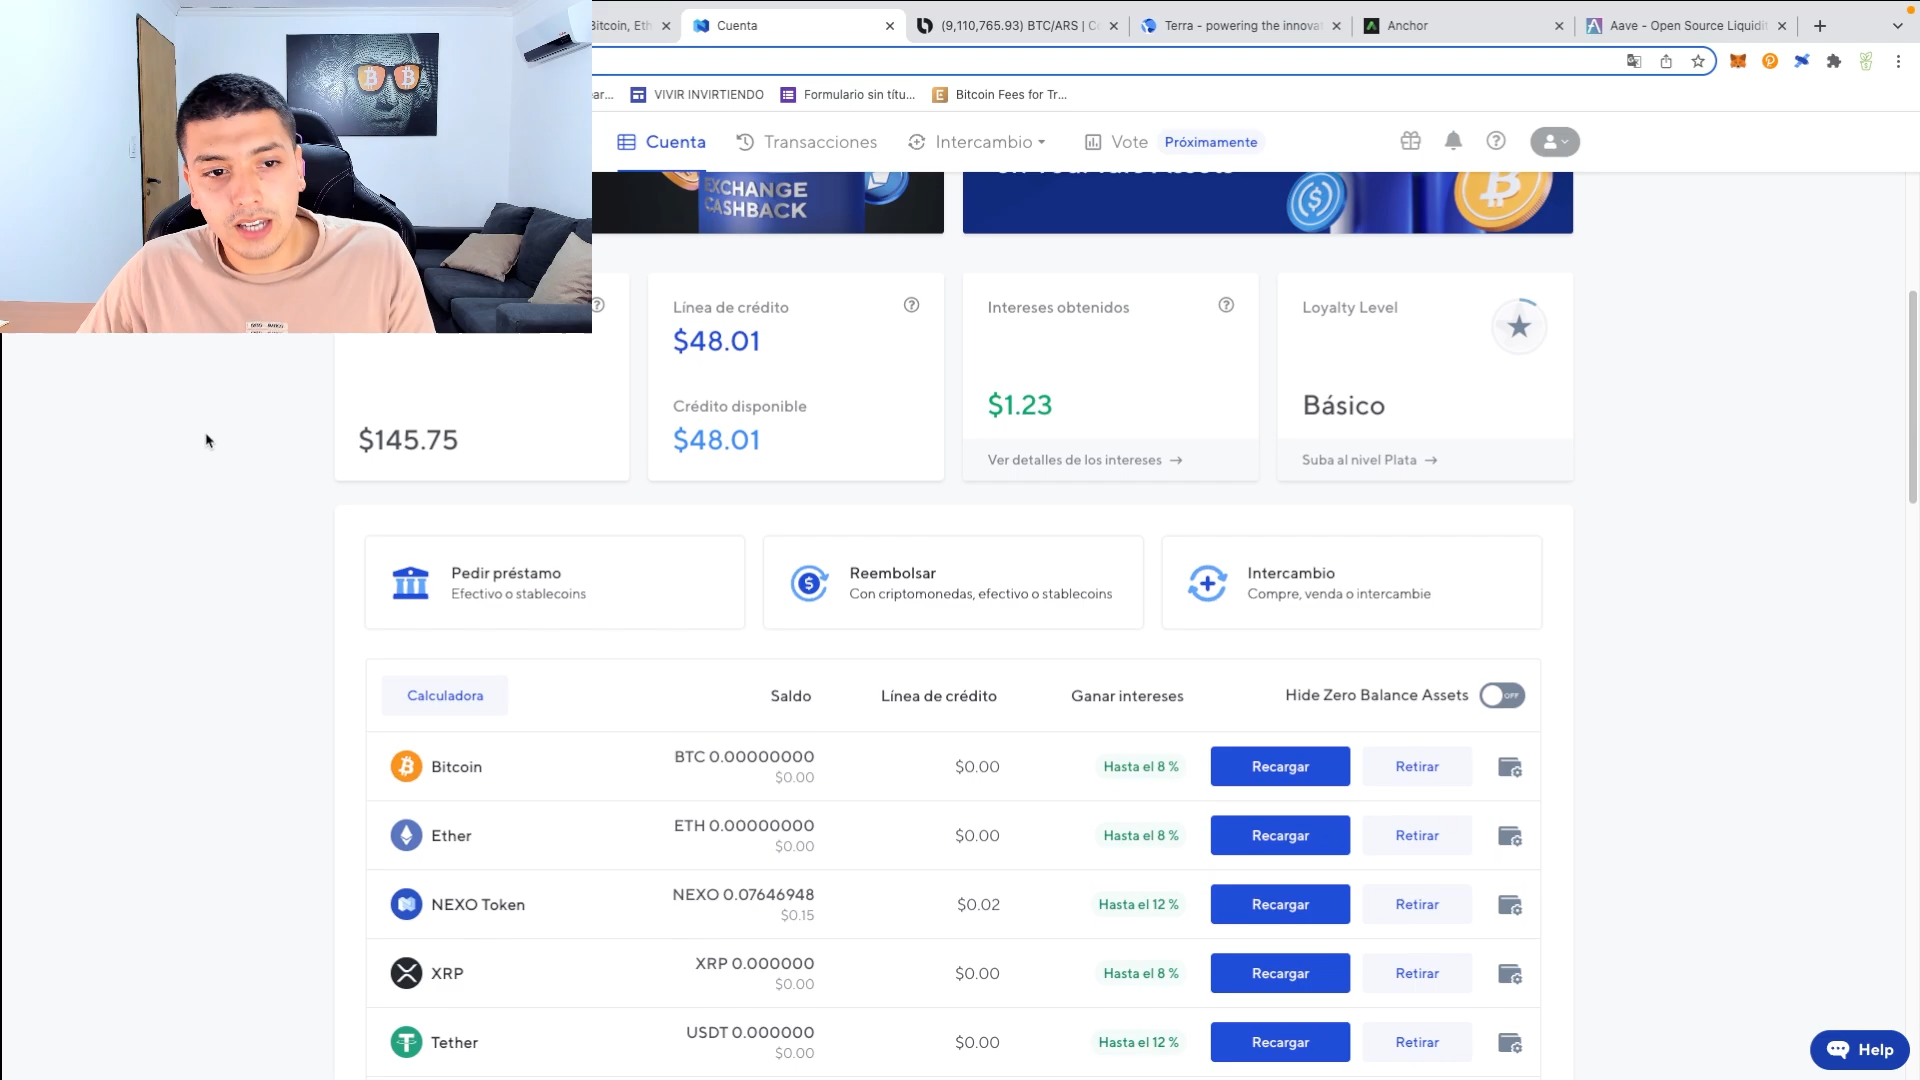 Bitcoin, Eth
Cuenta
(9,110,765.93) BTC/ARS | C
Terra - powering the innova
Anchor
Aave - Open Source Liquidit
ar...
VIVIR INVIRTIENDO
Formulario sin títu...
Bitcoin Fees for Tr...
Cuenta
Transacciones
Intercambio
Vote
Próximamente
EXCHANGE
CASHBACK
Línea de crédito
$48.01
Crédito disponible
$48.01
Intereses obtenidos
$1.23
Ver detalles de los intereses →
Loyalty Level
Básico
Suba al nivel Plata →
$145.75
Pedir préstamo
Efectivo o stablecoins
Reembolsar
Con criptomonedas, efectivo o stablecoins
Intercambio
Compre, venda o intercambie
Calculadora
Saldo
Línea de crédito
Ganar intereses
Hide Zero Balance Assets
OFF
Bitcoin
BTC 0.00000000
$0.00
$0.00
Hasta el 8 %
Recargar
Retirar
Ether
ETH 0.00000000
$0.00
$0.00
Hasta el 8 %
Recargar
Retirar
NEXO Token
NEXO 0.07646948
$0.15
$0.02
Hasta el 12 %
Recargar
Retirar
XRP
XRP 0.000000
$0.00
$0.00
Hasta el 8 %
Recargar
Retirar
Tether
USDT 0.000000
$0.00
$0.00
Hasta el 12 %
Recargar
Retirar
Help